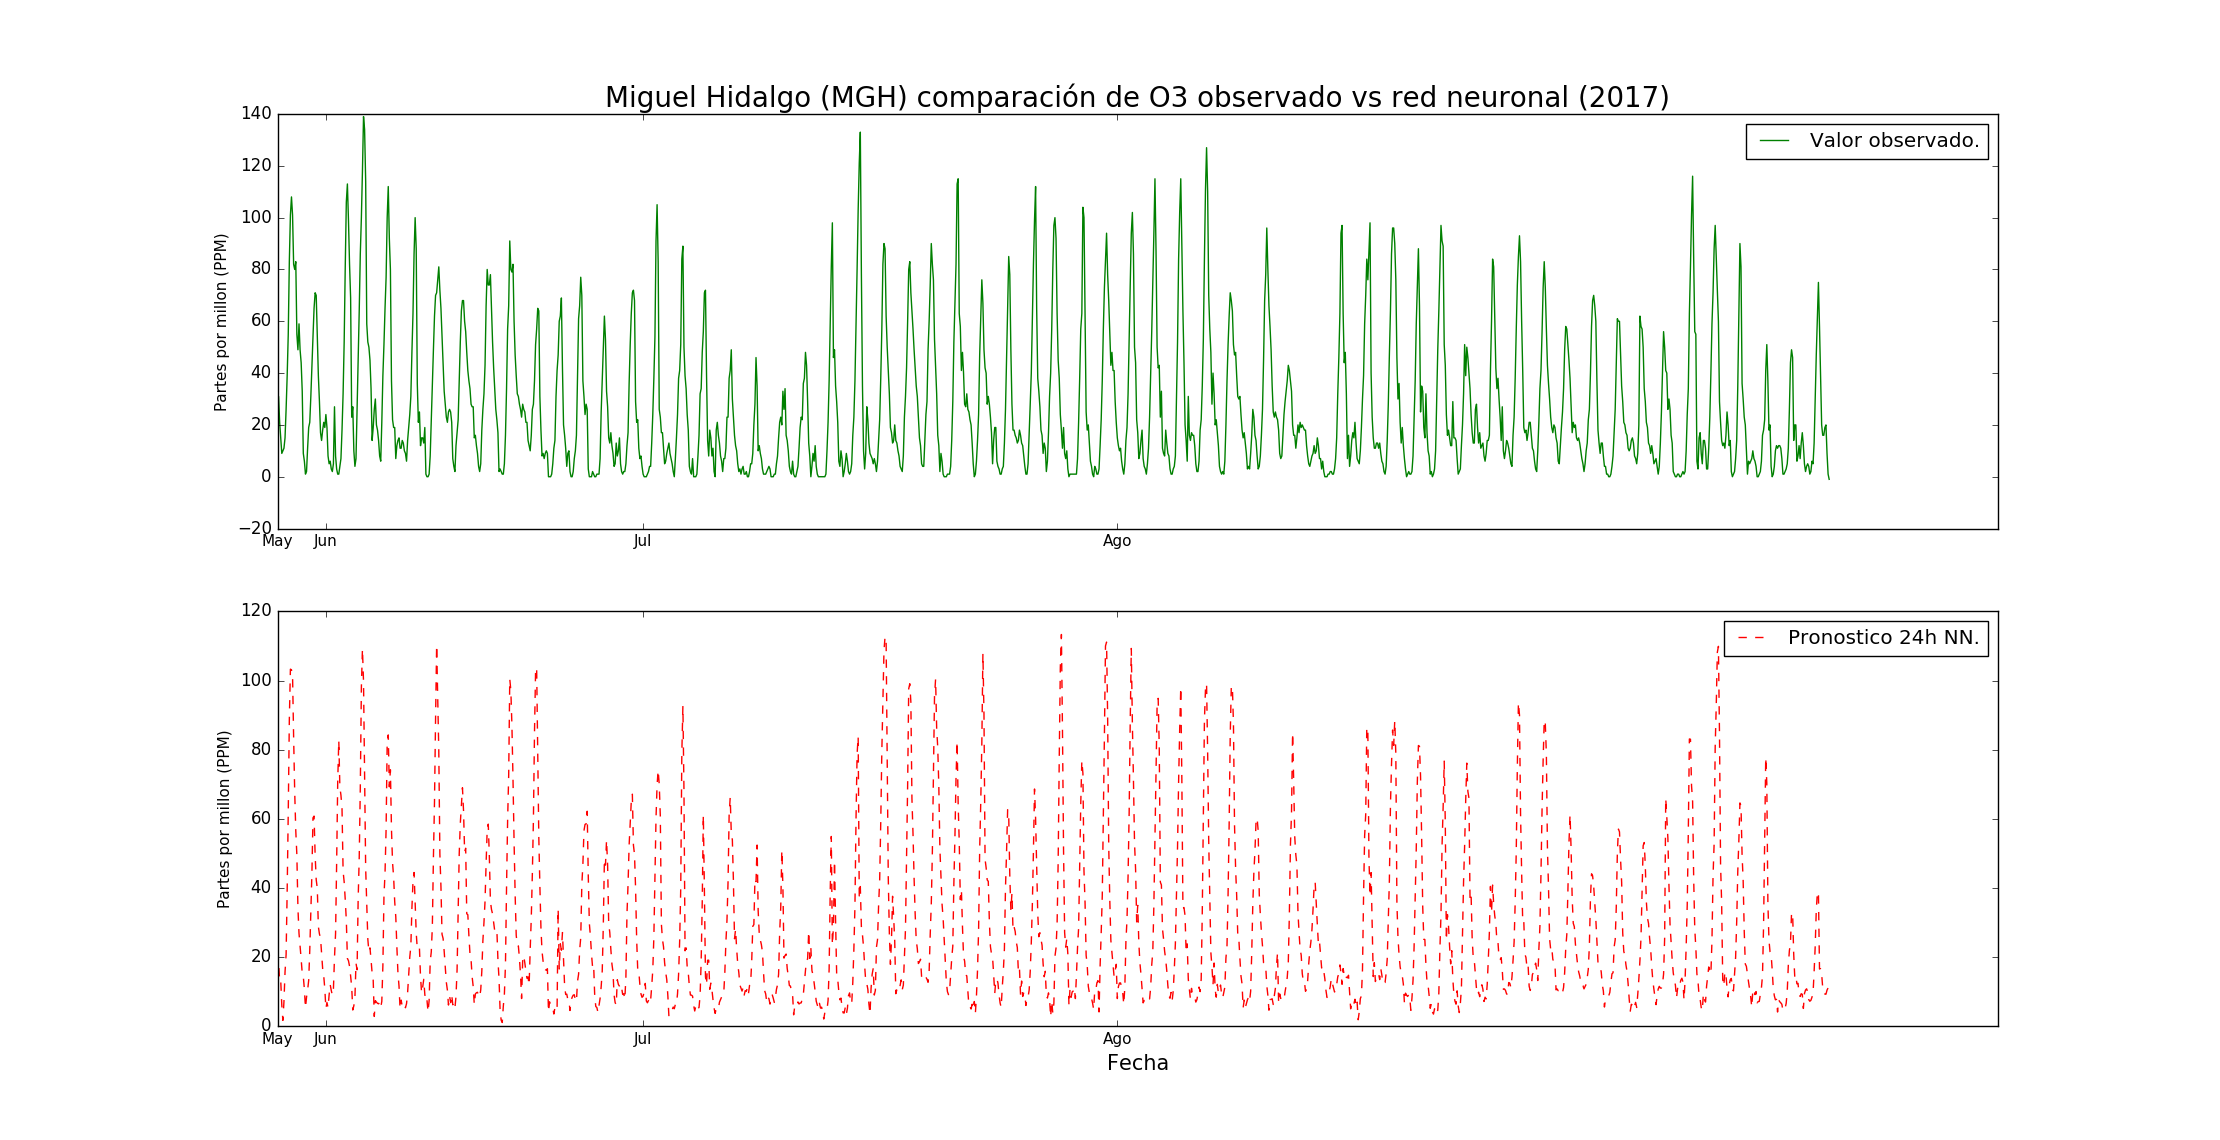 Miguel Hidalgo (MGH) comparación de O3 observado vs red neuronal (2017)
140
120
100
80
60
40
20
0
−20
Partes por millon (PPM)
Valor observado.
May Jun Jul Ago
120
100
80
60
40
20
0
Partes por millon (PPM)
Pronostico 24h NN.
May Jun Jul Ago
Fecha